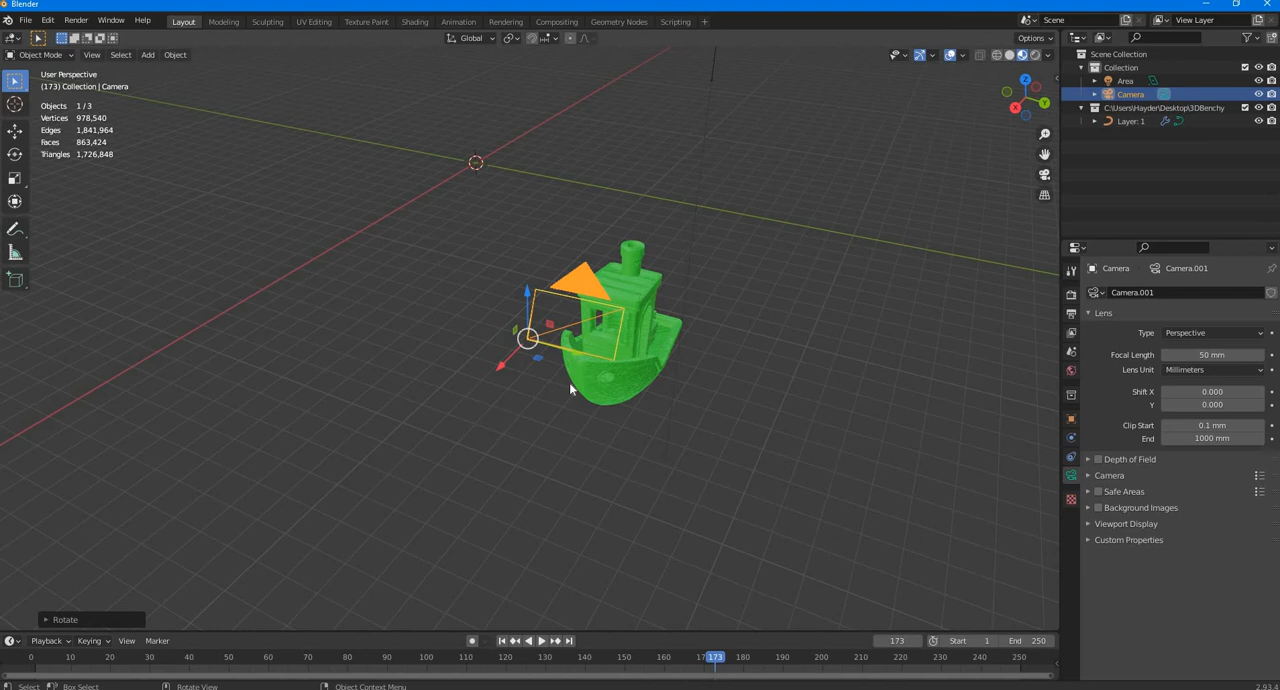 Blender
File Edit Render Window Help Layout Modeling Sculpting UV Editing Texture Paint Shading Animation Rendering Compositing Geometry Nodes Scripting + Scene View Layer
Global Options
Object Mode View Select Add Object
User Perspective
(173) Collection | Camera
Objects 1 / 3
Vertices 978,540
Edges 1,841,964
Faces 863,424
Triangles 1,726,848
Z
Y
X
Scene Collection
Collection
Area
Camera
C:\Users\Hayder\Desktop\3DBenchy
Layer: 1
Camera Camera.001
Camera.001
Lens
Type Perspective
Focal Length 50 mm
Lens Unit Millimeters
Shift X 0.000
Y 0.000
Clip Start 0.1 mm
End 1000 mm
Depth of Field
Camera
Safe Areas
Background Images
Viewport Display
Custom Properties
Rotate
Playback Keying View Marker 173 Start 1 End 250
0 10 20 30 40 50 60 70 80 90 100 110 120 130 140 150 160 17 173 180 190 200 210 220 230 240 250
Select Box Select Rotate View Object Context Menu 2.93.4